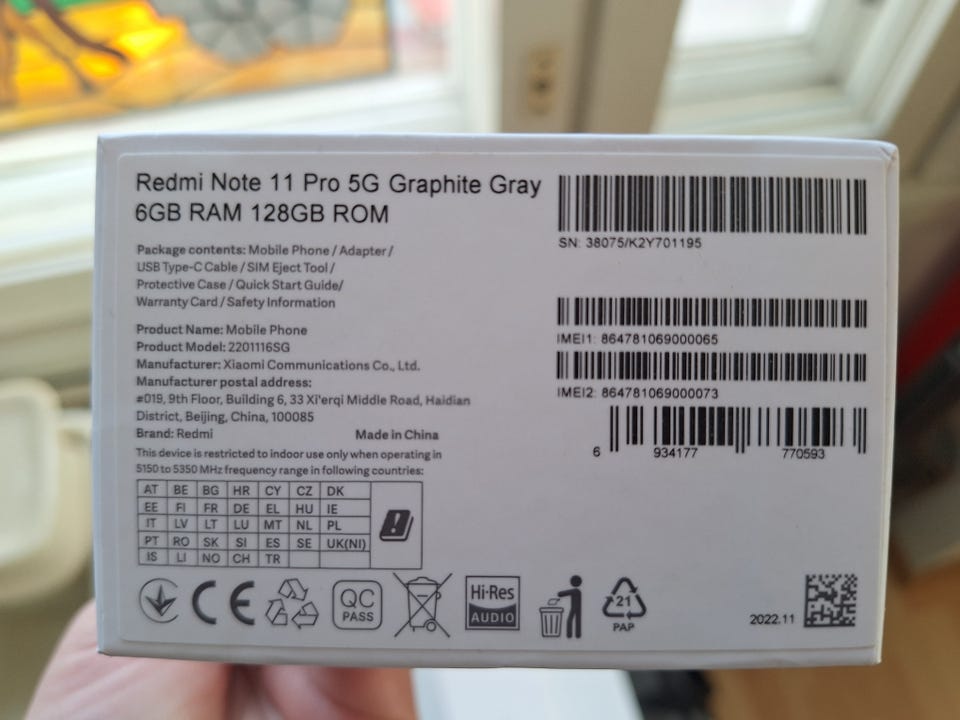 Redmi Note 11 Pro 5G Graphite Gray
6GB RAM 128GB ROM
Package contents: Mobile Phone / Adapter /
USB Type-C Cable / SIM Eject Tool /
Protective Case / Quick Start Guide/
Warranty Card / Safety Information
Product Name: Mobile Phone
Product Model: 2201116SG
Manufacturer: Xiaomi Communications Co., Ltd.
Manufacturer postal address:
#019, 9th Floor, Building 6, 33 Xi'erqi Middle Road, Haidian
District, Beijing, China, 100085
Brand: Redmi Made in China
This device is restricted to indoor use only when operating in
5150 to 5350 MHz frequency range in following countries:
AT BE BG HR CY CZ DK
EE FI FR DE EL HU IE
IT LV LT LU MT NL PL
PT RO SK SI ES SE UK(NI)
IS LI NO CH TR
SN: 38075/K2Y701195
IMEI1: 864781069000065
IMEI2: 864781069000073
6 934177 770593
CE
QC
PASS
Hi-Res
AUDIO
21
PAP
2022.11